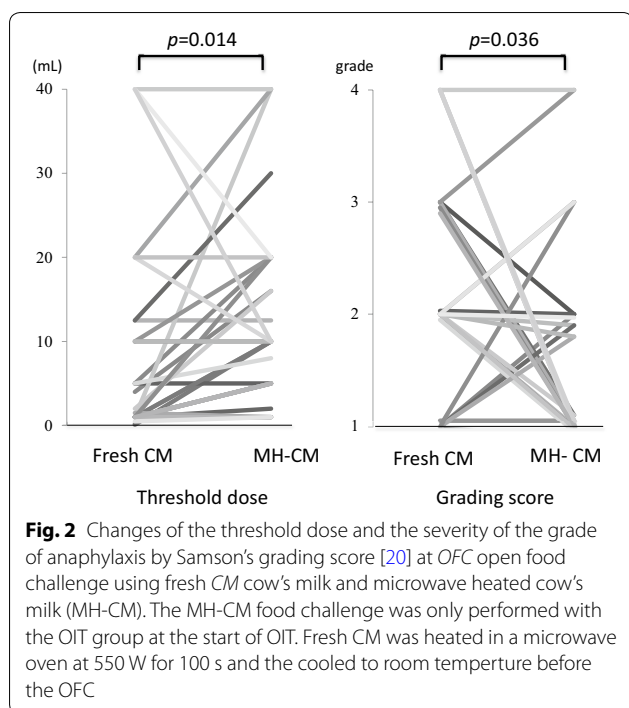 p=0.014
(mL)
40
30
20
10
0
Fresh CM MH-CM
Threshold dose
p=0.036
grade
4
3
2
1
Fresh CM MH- CM
Grading score
Fig. 2 Changes of the threshold dose and the severity of the grade
of anaphylaxis by Samson's grading score [20] at OFC open food
challenge using fresh CM cow's milk and microwave heated cow's
milk (MH-CM). The MH-CM food challenge was only performed with
the OIT group at the start of OIT. Fresh CM was heated in a microwave
oven at 550 W for 100 s and the cooled to room temperture before
the OFC